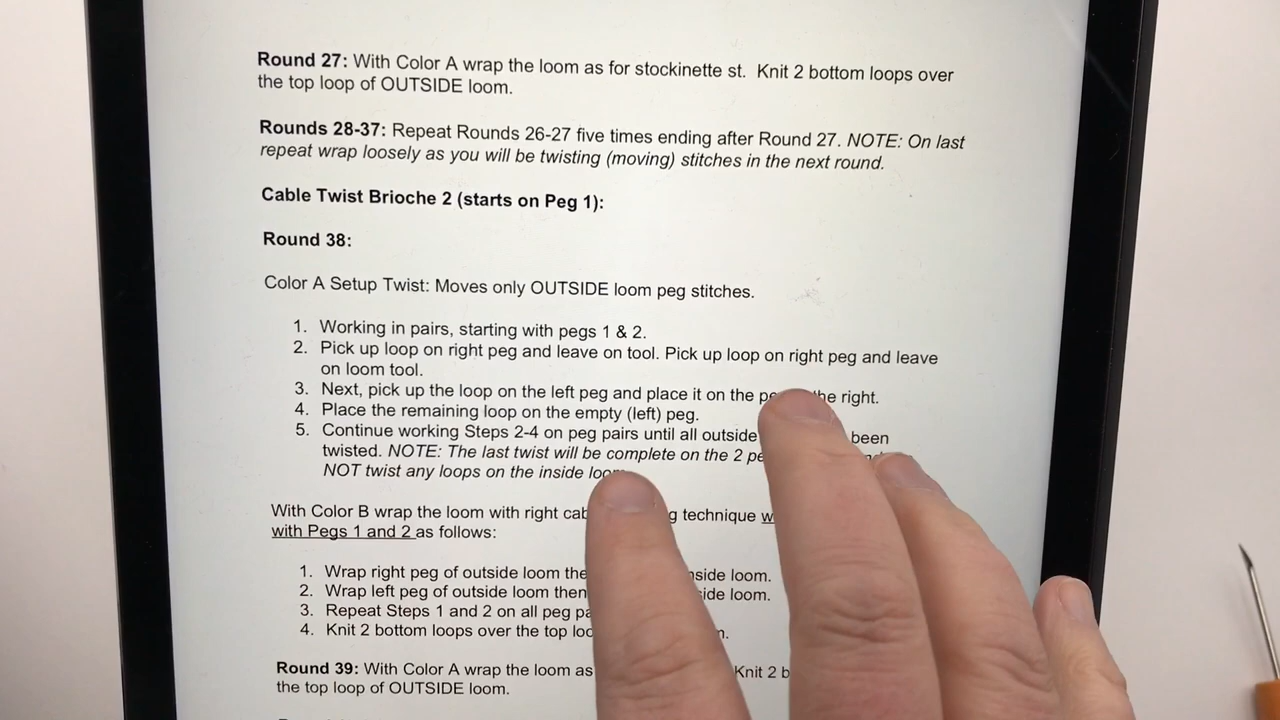 Round 27: With Color A wrap the loom as for stockinette st. Knit 2 bottom loops over
the top loop of OUTSIDE loom.
Rounds 28-37: Repeat Rounds 26-27 five times ending after Round 27. NOTE: On last
repeat wrap loosely as you will be twisting (moving) stitches in the next round.
Cable Twist Brioche 2 (starts on Peg 1):
Round 38:
Color A Setup Twist: Moves only OUTSIDE loom peg stitches.
1. Working in pairs, starting with pegs 1 & 2.
2. Pick up loop on right peg and leave on tool. Pick up loop on right peg and leave
on loom tool.
3. Next, pick up the loop on the left peg and place it on the the right.
4. Place the remaining loop on the empty (left) peg.
5. Continue working Steps 2-4 on peg pairs until all outside been
twisted. NOTE: The last twist will be complete on the 2
NOT twist any loops on the inside
With Color B wrap the loom with right technique
with Pegs 1 and 2 as follows:
1. Wrap right peg of outside loom loom.
2. Wrap left peg of outside loom then loom.
3. Repeat Steps 1 and 2 on all peg
4. Knit 2 bottom loops over the top
Round 39: With Color A wrap the loom as Knit 2
the top loop of OUTSIDE loom.